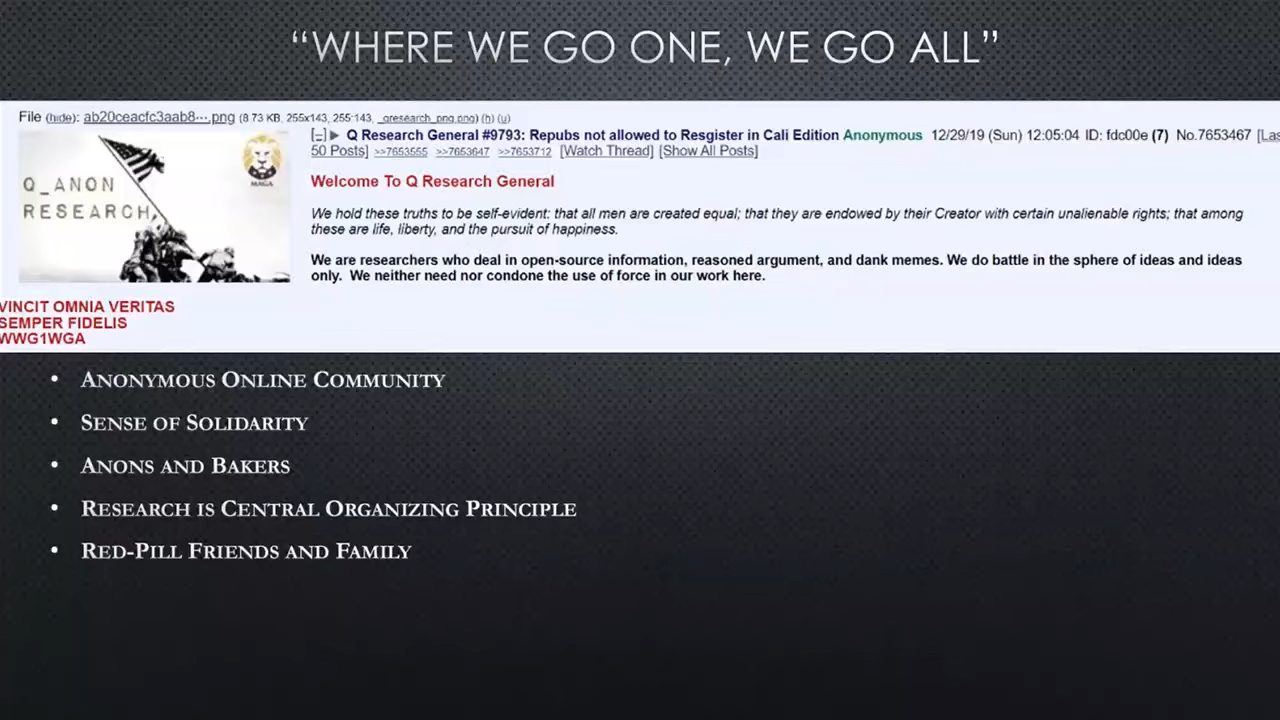 “WHERE WE GO ONE, WE GO ALL”
File (hide): ab20ceacfc3aab8···.png (8.73 KB, 255x143, 255:143, _qresearch_png.png) (h) (u)
[–]▶ Q Research General #9793: Repubs not allowed to Resgister in Cali Edition Anonymous 12/29/19 (Sun) 12:05:04 ID: fdc00e (7) No.7653467 [Las
50 Posts] >>7653555 >>7653647 >>7653712 [Watch Thread] [Show All Posts]
Q_ANON
RESEARCH
MAGA
Welcome To Q Research General
We hold these truths to be self-evident: that all men are created equal; that they are endowed by their Creator with certain unalienable rights; that among
these are life, liberty, and the pursuit of happiness.
We are researchers who deal in open-source information, reasoned argument, and dank memes. We do battle in the sphere of ideas and ideas
only. We neither need nor condone the use of force in our work here.
VINCIT OMNIA VERITAS
SEMPER FIDELIS
WWG1WGA
• ANONYMOUS ONLINE COMMUNITY
• SENSE OF SOLIDARITY
• ANONS AND BAKERS
• RESEARCH IS CENTRAL ORGANIZING PRINCIPLE
• RED-PILL FRIENDS AND FAMILY